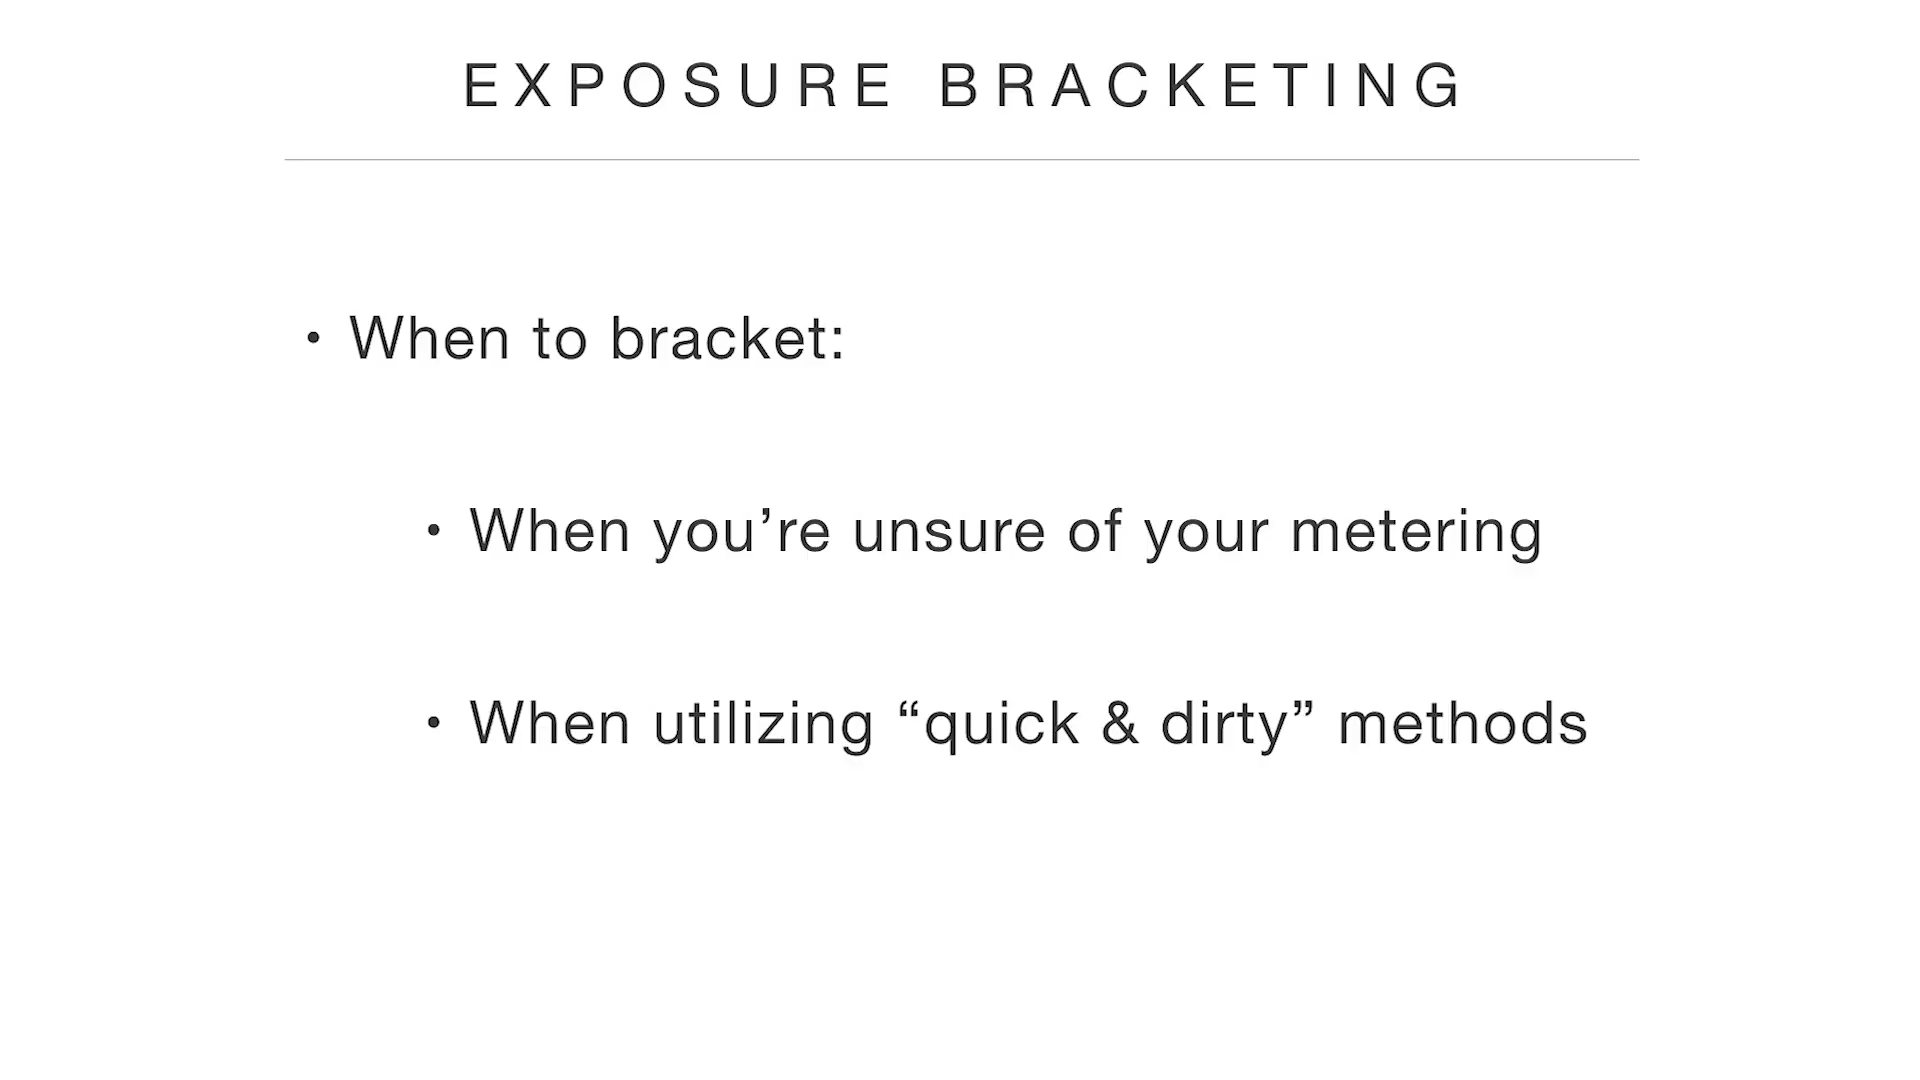 EXPOSURE BRACKETING
• When to bracket:
• When you’re unsure of your metering
• When utilizing “quick & dirty” methods